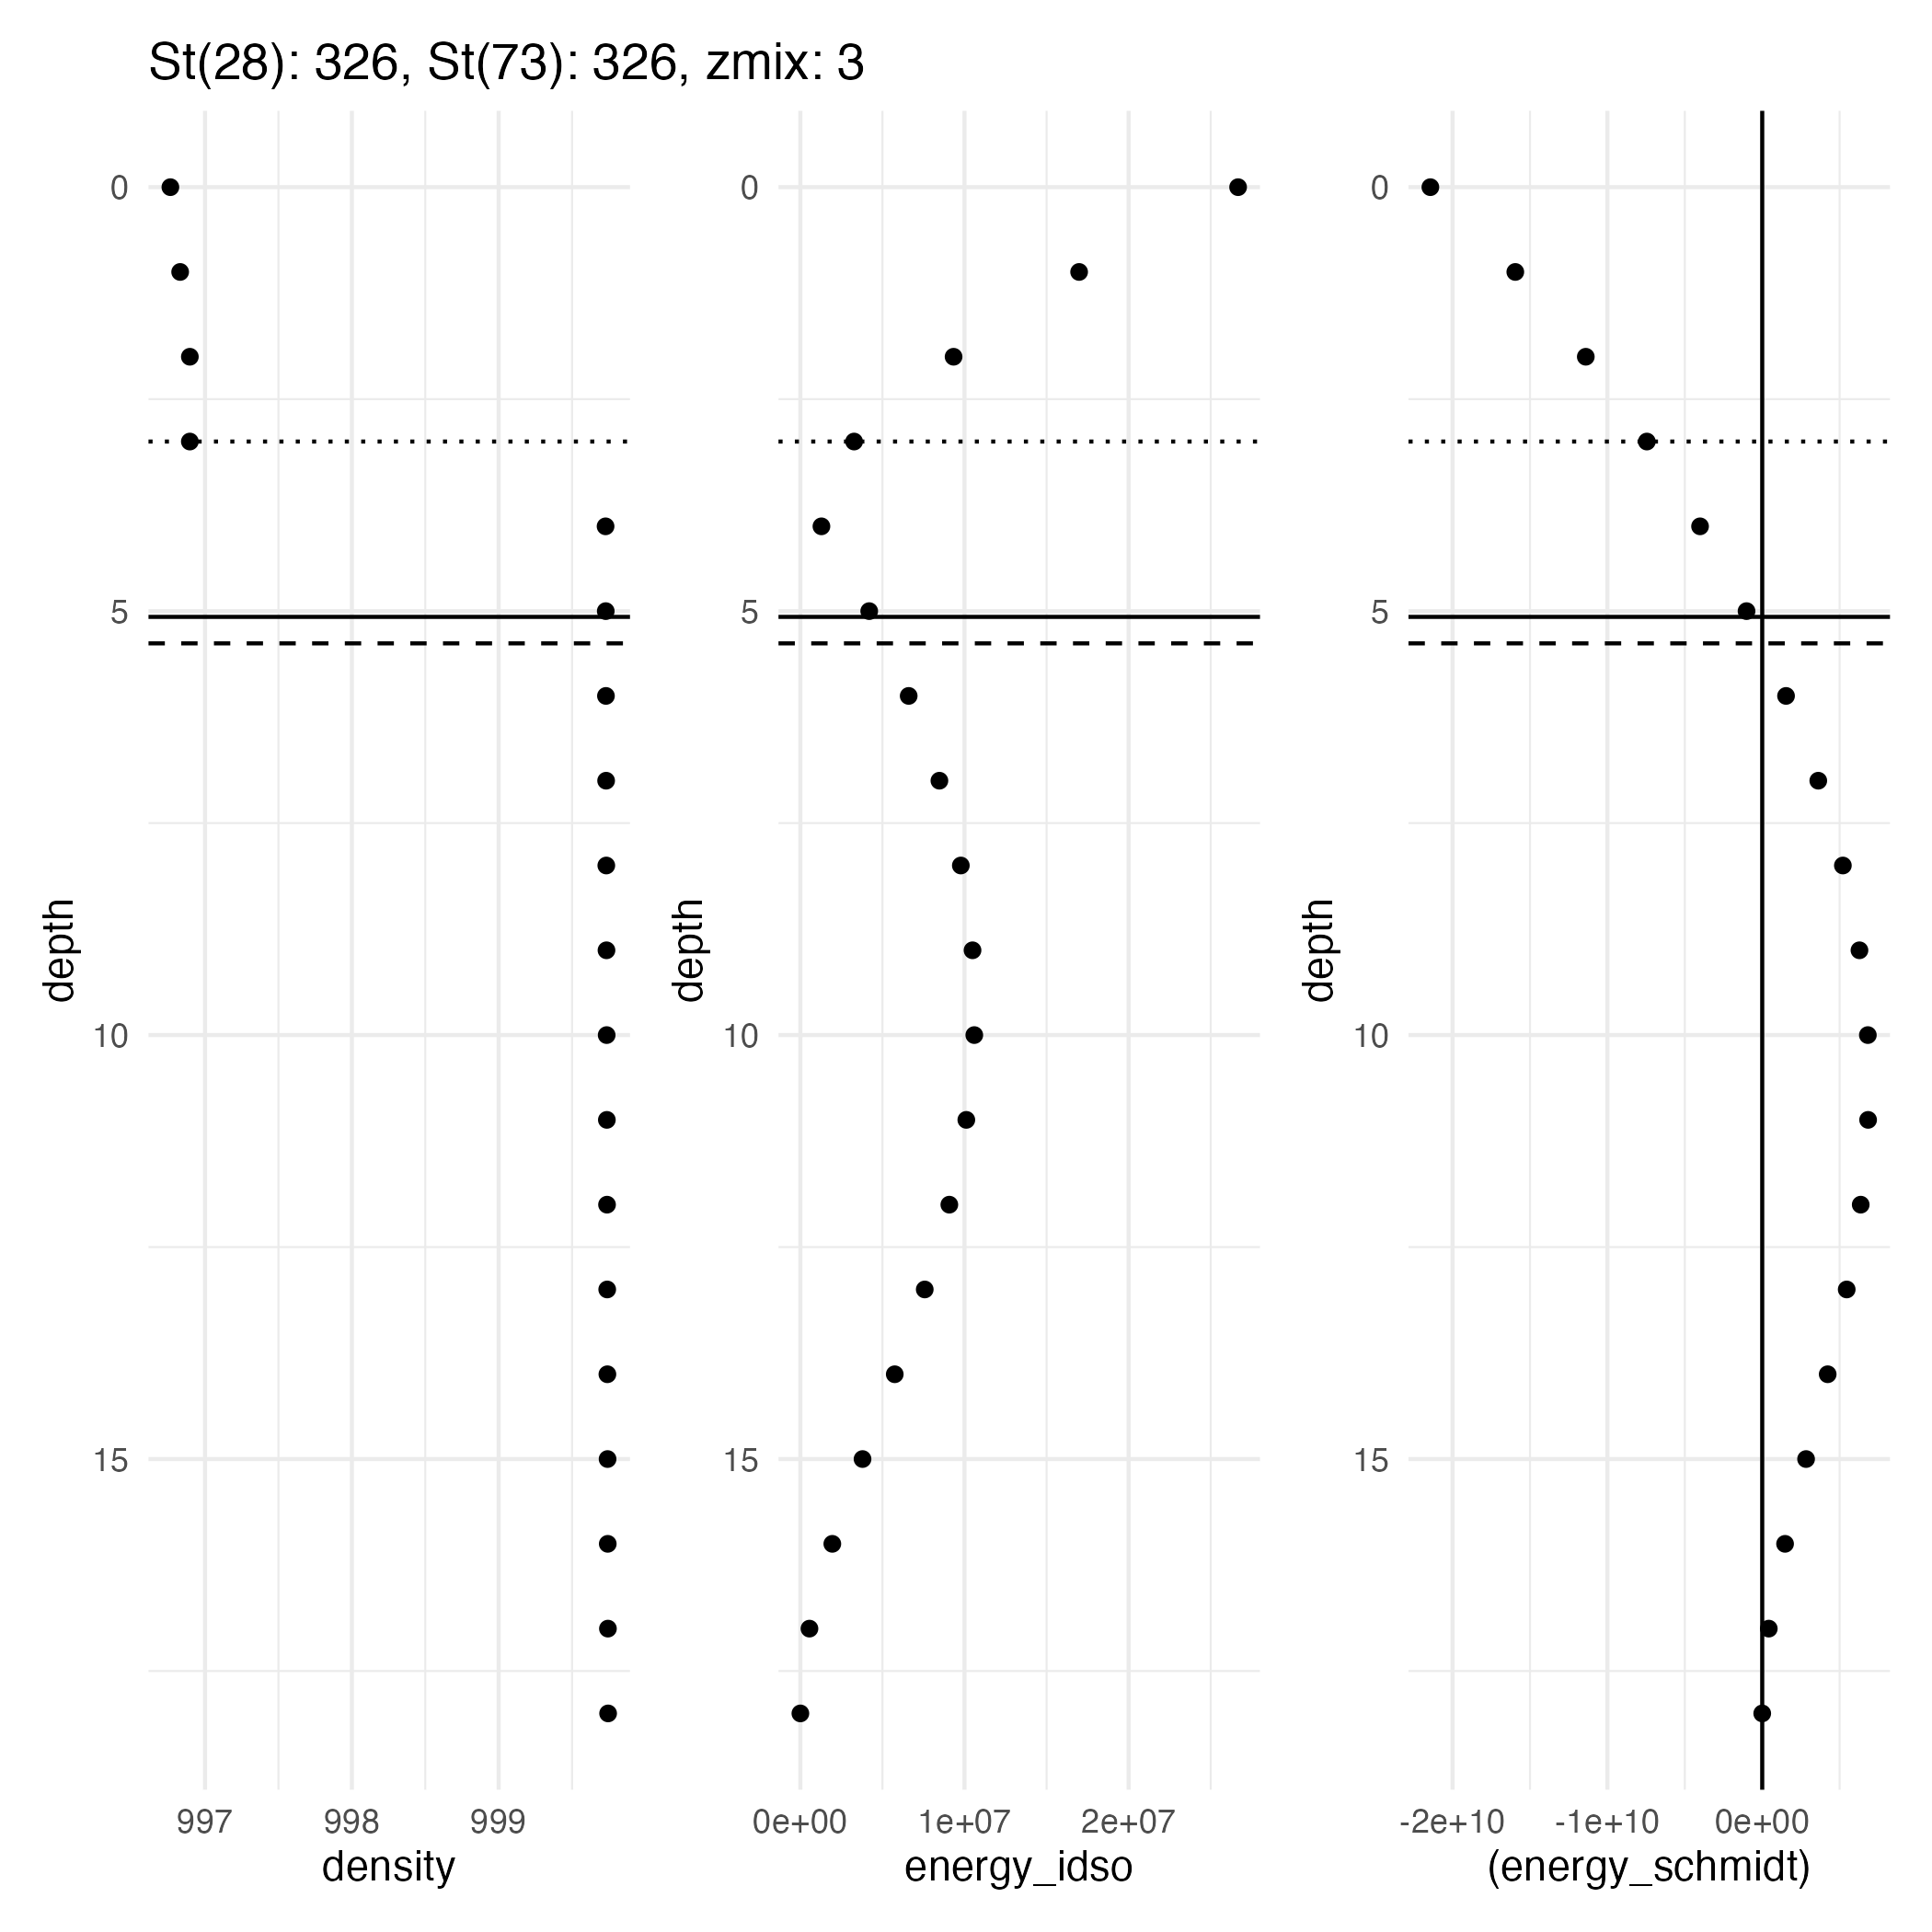 St(28): 326, St(73): 326, zmix: 3
0
5
10
15
depth
997 998 999
density
0
5
10
15
depth
0e+00 1e+07 2e+07
energy_idso
0
5
10
15
depth
-2e+10 -1e+10 0e+00
(energy_schmidt)